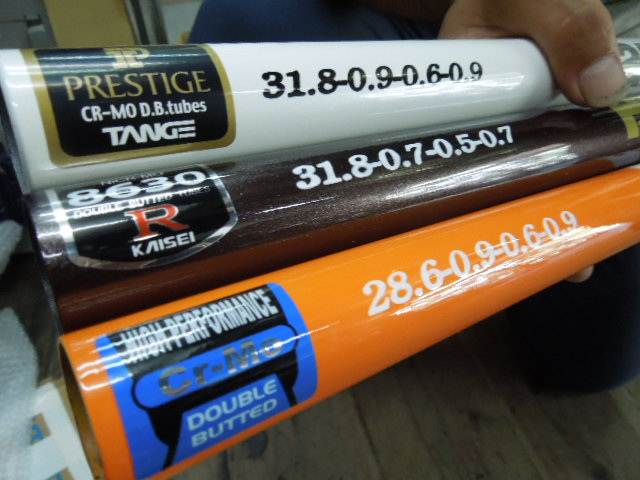 PRESTIGE
CR-MO D.B.tubes
TANGE
31.8-0.9-0.6-0.9
8630
DOUBLE BUTTED TUBES
R
KAISEI
31.8-0.7-0.5-0.7
HIGH PERFORMANCE
Cr-Mo
DOUBLE
BUTTED
28.6-0.9-0.6-0.9